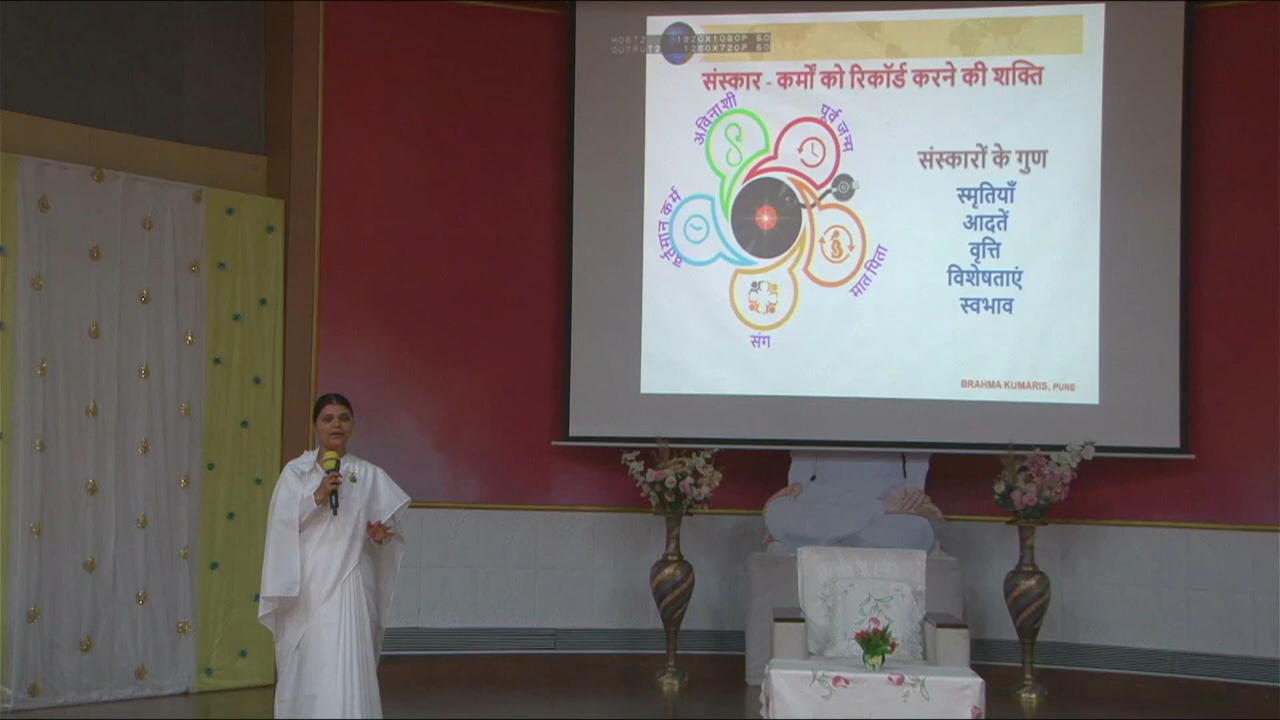 HOST2 1920X1080P 60
OUTPUT2 1280X720P 60
संस्कार - कर्मों को रिकॉर्ड करने की शक्ति
अविनाशी
पूर्व जन्म
वर्तमान कर्म
मात पिता
संग
संस्कारों के गुण
स्मृतियाँ
आदतें
वृत्ति
विशेषताएं
स्वभाव
BRAHMA KUMARIS, PUNE